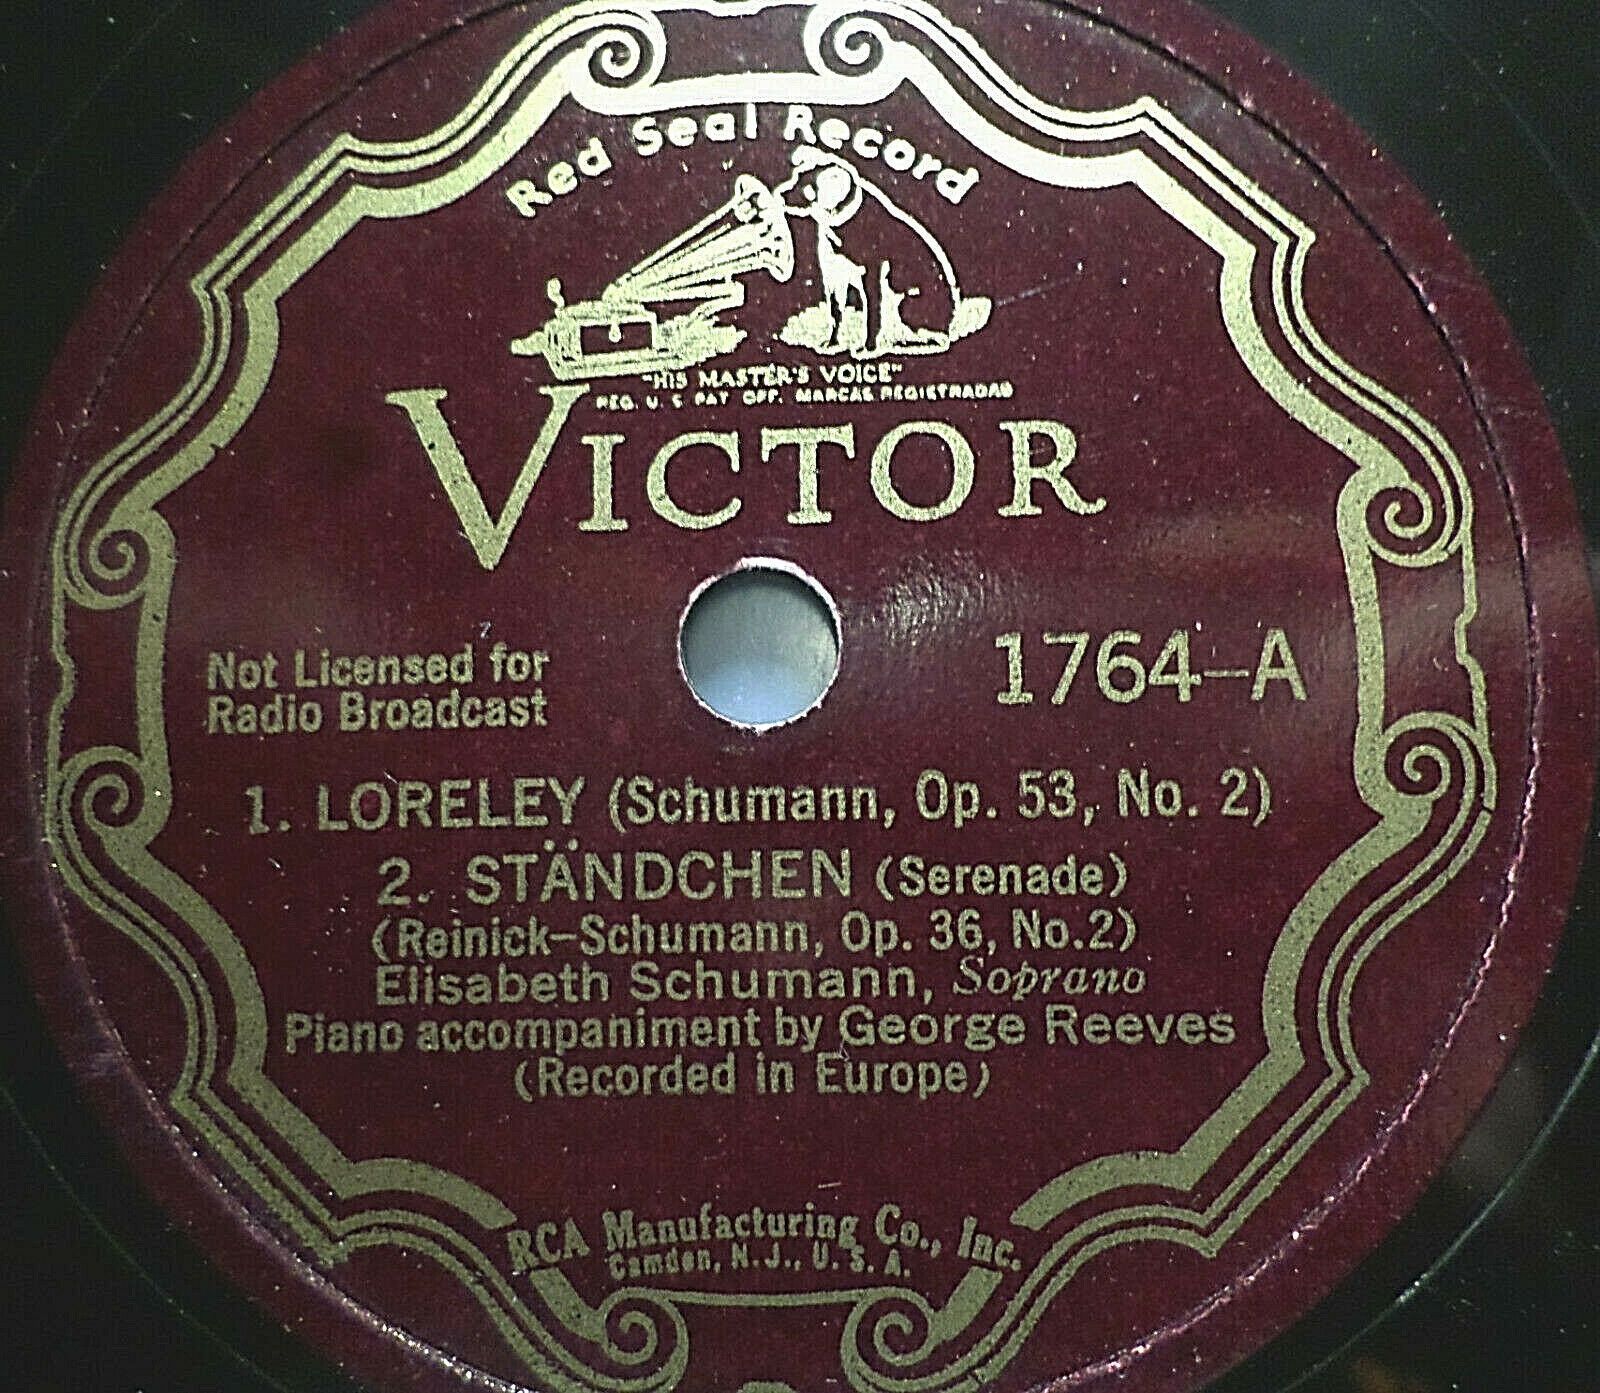 Red Seal Record
"HIS MASTER'S VOICE"
REG. U. S. PAT. OFF. MARCAS REGISTRADAS
VICTOR
Not Licensed for
Radio Broadcast
1764-A
1. LORELEY (Schumann, Op. 53, No. 2)
2. STÄNDCHEN (Serenade)
(Reinick-Schumann, Op. 36, No.2)
Elisabeth Schumann, Soprano
Piano accompaniment by George Reeves
(Recorded in Europe)
RCA Manufacturing Co., Inc.
Camden, N.J., U. S. A.